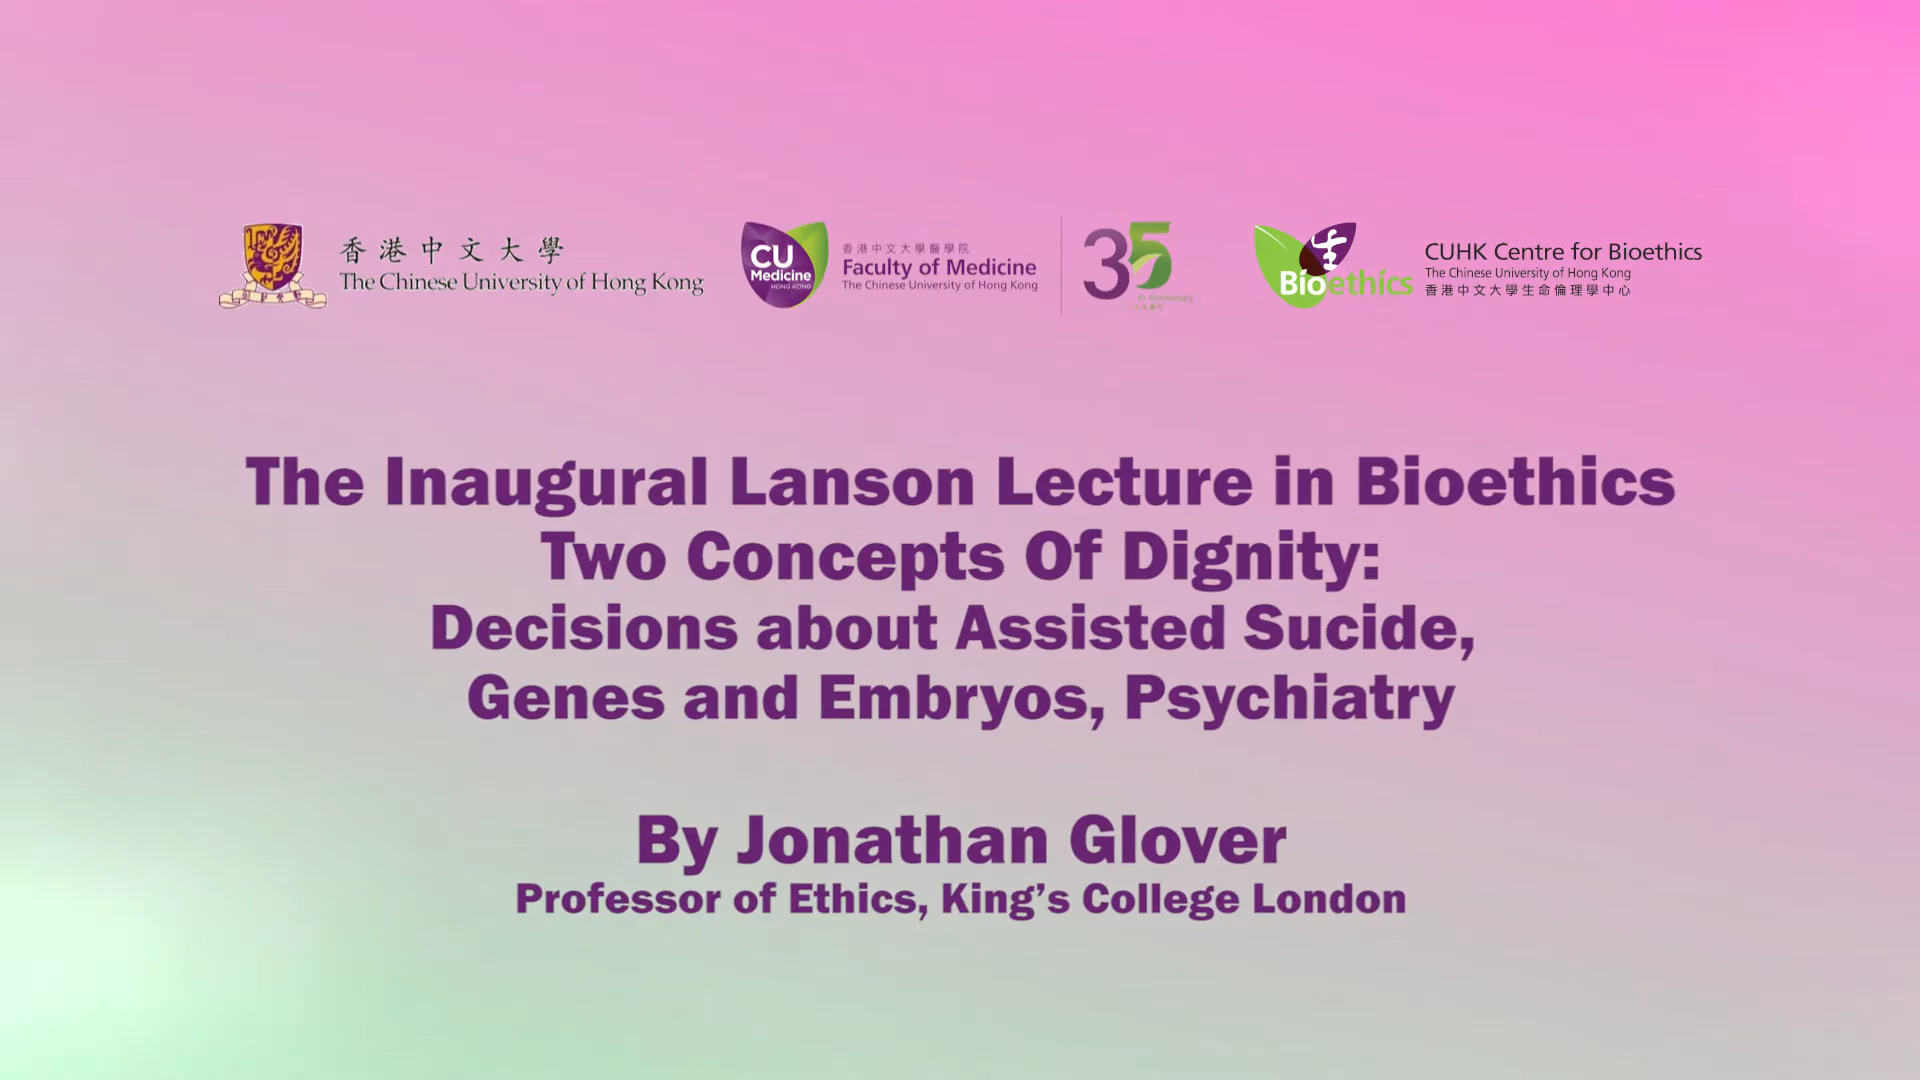 香港中文大學
The Chinese University of Hong Kong
CU
Medicine
HONG KONG
香港中文大學醫學院
Faculty of Medicine
The Chinese University of Hong Kong
35
th Anniversary
生
Bioethics
CUHK Centre for Bioethics
The Chinese University of Hong Kong
香港中文大學生命倫理學中心
The Inaugural Lanson Lecture in Bioethics
Two Concepts Of Dignity:
Decisions about Assisted Sucide,
Genes and Embryos, Psychiatry
By Jonathan Glover
Professor of Ethics, King’s College London